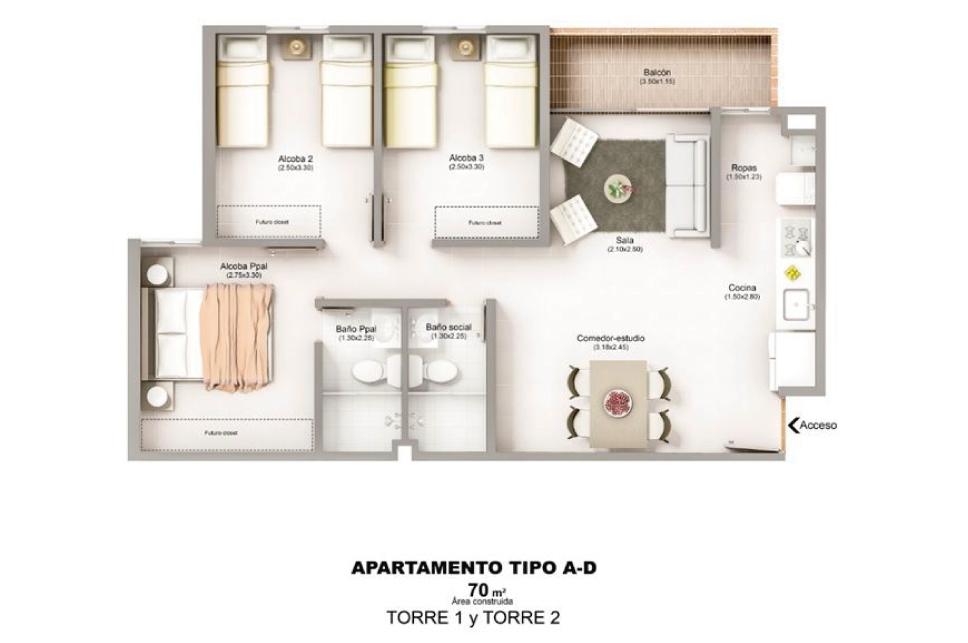 Balcón
(3.50x1.15)
Alcoba 2
(2.50x3.30)
Alcoba 3
(2.50x3.30)
Ropas
(1.50x1.23)
Futuro closet
Futuro closet
Sala
(2.10x2.50)
Alcoba Ppal
(2.75x3.30)
Cocina
(1.50x2.80)
Baño Ppal
(1.30x2.25)
Baño social
(1.30x2.25)
Comedor-estudio
(3.18x2.45)
Futuro closet
Acceso
APARTAMENTO TIPO A-D
70 m²
Área construida
TORRE 1 y TORRE 2